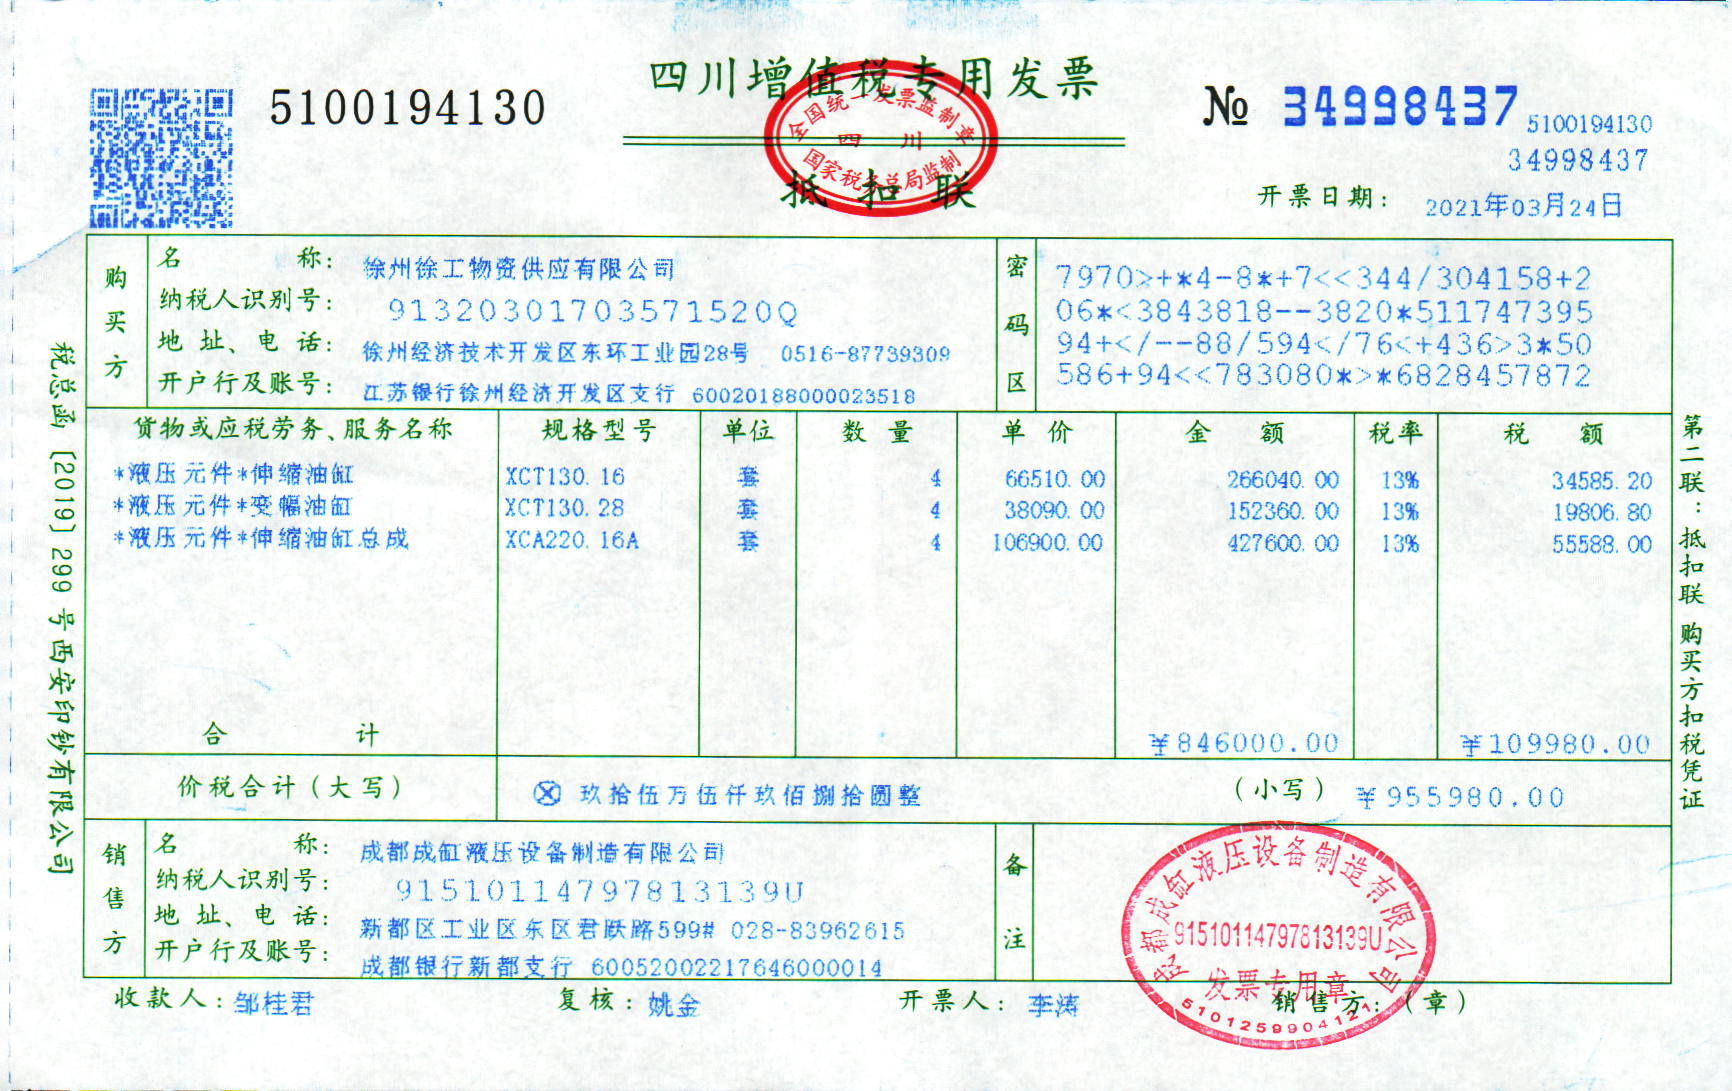 四川增值税专用发票
5100194130
№ 34998437
5100194130
34998437
全国统一发票监制章
四 川
国家税务总局监制
抵 扣 联
开票日期： 2021年03月24日
购买方
名 称： 徐州徐工物资供应有限公司
纳税人识别号： 91320301703571520Q
地 址、电 话： 徐州经济技术开发区东环工业园28号 0516-87739309
开户行及账号： 江苏银行徐州经济开发区支行 60020188000023518
密码区
7970>+*4-8*+7<<344/304158+2
06*<3843818--3820*511747395
94+</--88/594</76<+436>3*50
586+94<<783080*>*6828457872
货物或应税劳务、服务名称 规格型号 单位 数 量 单 价 金 额 税率 税 额
*液压元件*伸缩油缸 XCT130.16 套 4 66510.00 266040.00 13% 34585.20
*液压元件*变幅油缸 XCT130.28 套 4 38090.00 152360.00 13% 19806.80
*液压元件*伸缩油缸总成 XCA220.16A 套 4 106900.00 427600.00 13% 55588.00
合 计 ¥846000.00 ¥109980.00
价税合计（大写） ⊗ 玖拾伍万伍仟玖佰捌拾圆整 （小写） ¥955980.00
销售方
名 称： 成都成缸液压设备制造有限公司
纳税人识别号： 91510114797813139U
地 址、电 话： 新都区工业区东区君跃路599# 028-83962615
开户行及账号： 成都银行新都支行 60052002217646000014
备注
成都成缸液压设备制造有限公司
91510114797813139U
发票专用章
5101259904121
收款人： 邹桂君 复核： 姚金 开票人： 李涛 销售方：（章）
税总函〔2019〕299号西安印钞有限公司
第二联：抵扣联 购买方扣税凭证